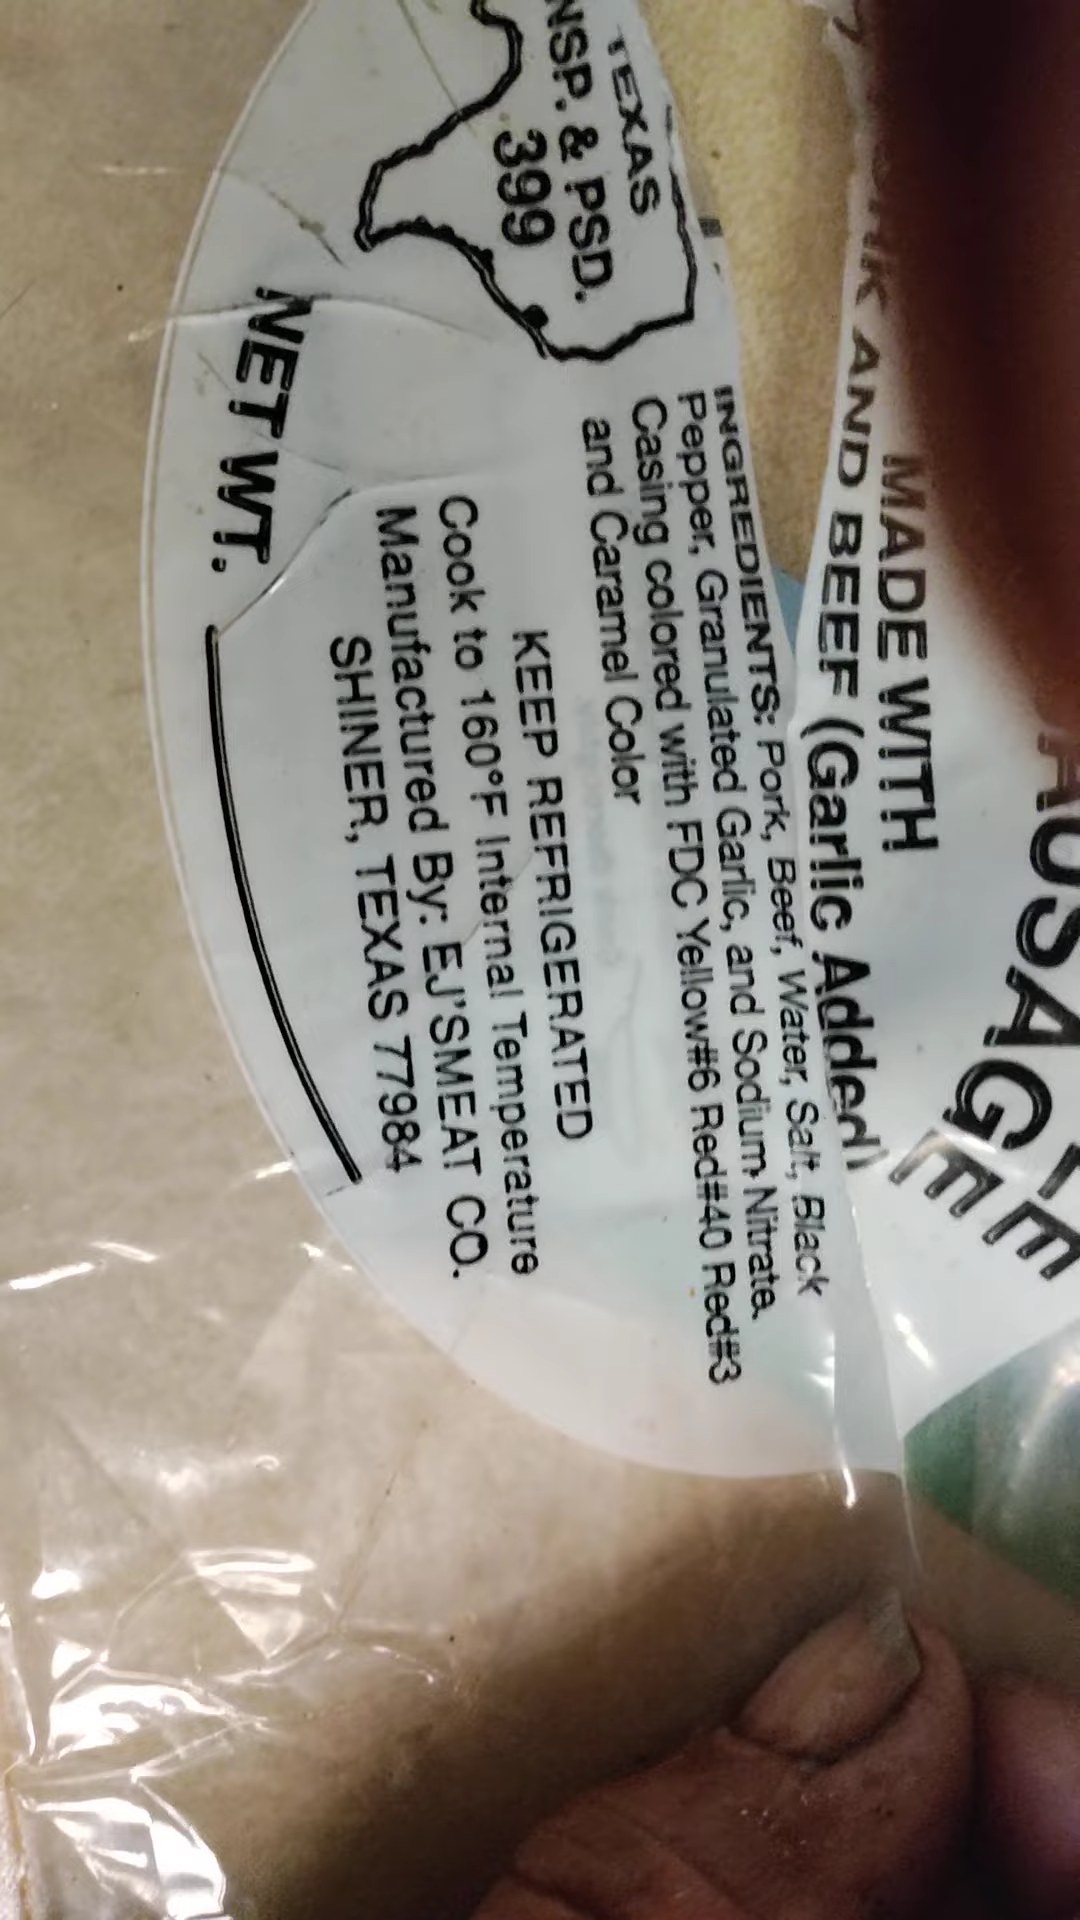 SAUSAGE
MADE WITH
PORK AND BEEF (Garlic Added)
TEXAS
INSP. & PSD.
399
INGREDIENTS: Pork, Beef, Water, Salt, Black
Pepper, Granulated Garlic, and Sodium Nitrate.
Casing colored with FDC Yellow#6 Red#40 Red#3
and Caramel Color
KEEP REFRIGERATED
Cook to 160°F Internal Temperature
Manufactured By: EJ'SMEAT CO.
SHINER, TEXAS 77984
NET WT.